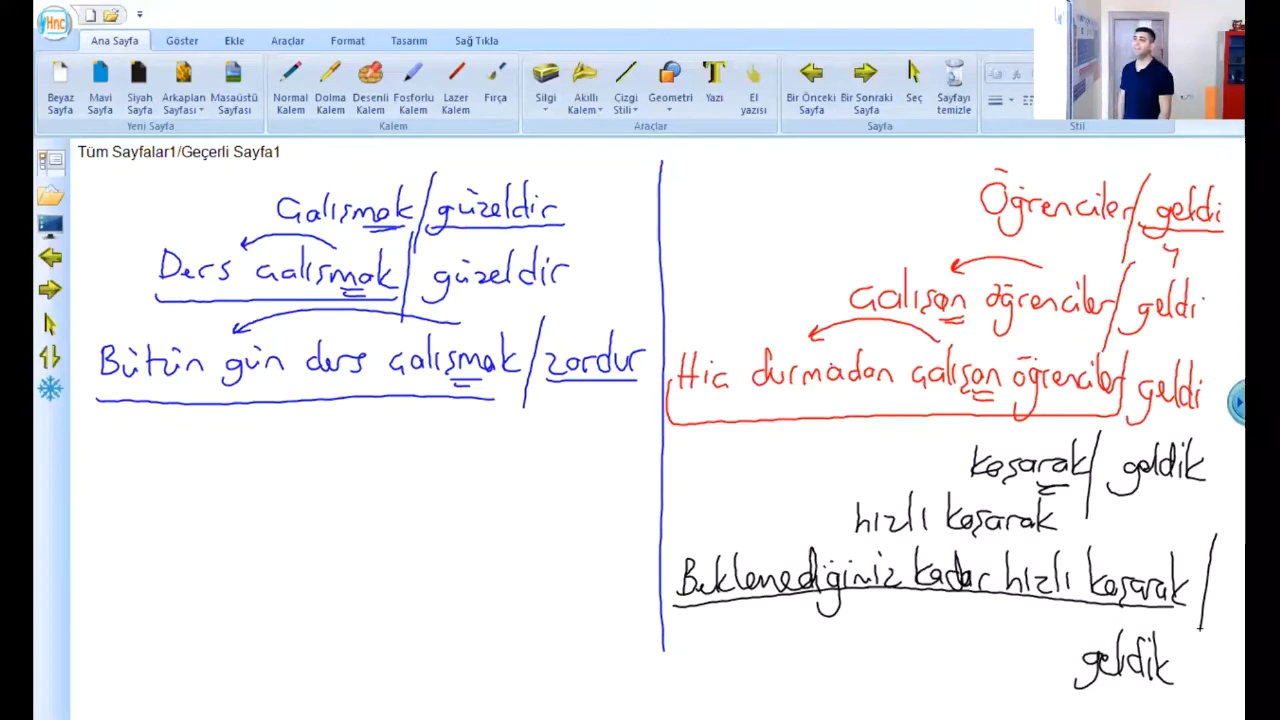 Hnc
Ana Sayfa Göster Ekle Araçlar Format Tasarım Sağ Tıkla
Beyaz Sayfa Mavi Sayfa Siyah Sayfa Arkaplan Sayfası Masaüstü Sayfası
Normal Kalem Dolma Kalem Desenli Kalem Fosforlu Kalem Lazer Kalem Fırça
Silgi Akıllı Kalem Çizgi Stili Geometri Yazı El yazısı
Bir Önceki Sayfa Bir Sonraki Sayfa Seç Sayfayı temizle
Yeni Sayfa Kalem Araçlar Sayfa Stil
Tüm Sayfalar1/Geçerli Sayfa1
Çalışmak / güzeldir
Ders çalışmak / güzeldir
Bütün gün ders çalışmak / zordur
Öğrenciler / geldi
y
çalışan öğrenciler / geldi
Hiç durmadan çalışan öğrenciler geldi
koşarak / geldik
hızlı koşarak
Beklemediğimiz kadar hızlı koşarak /
geldik